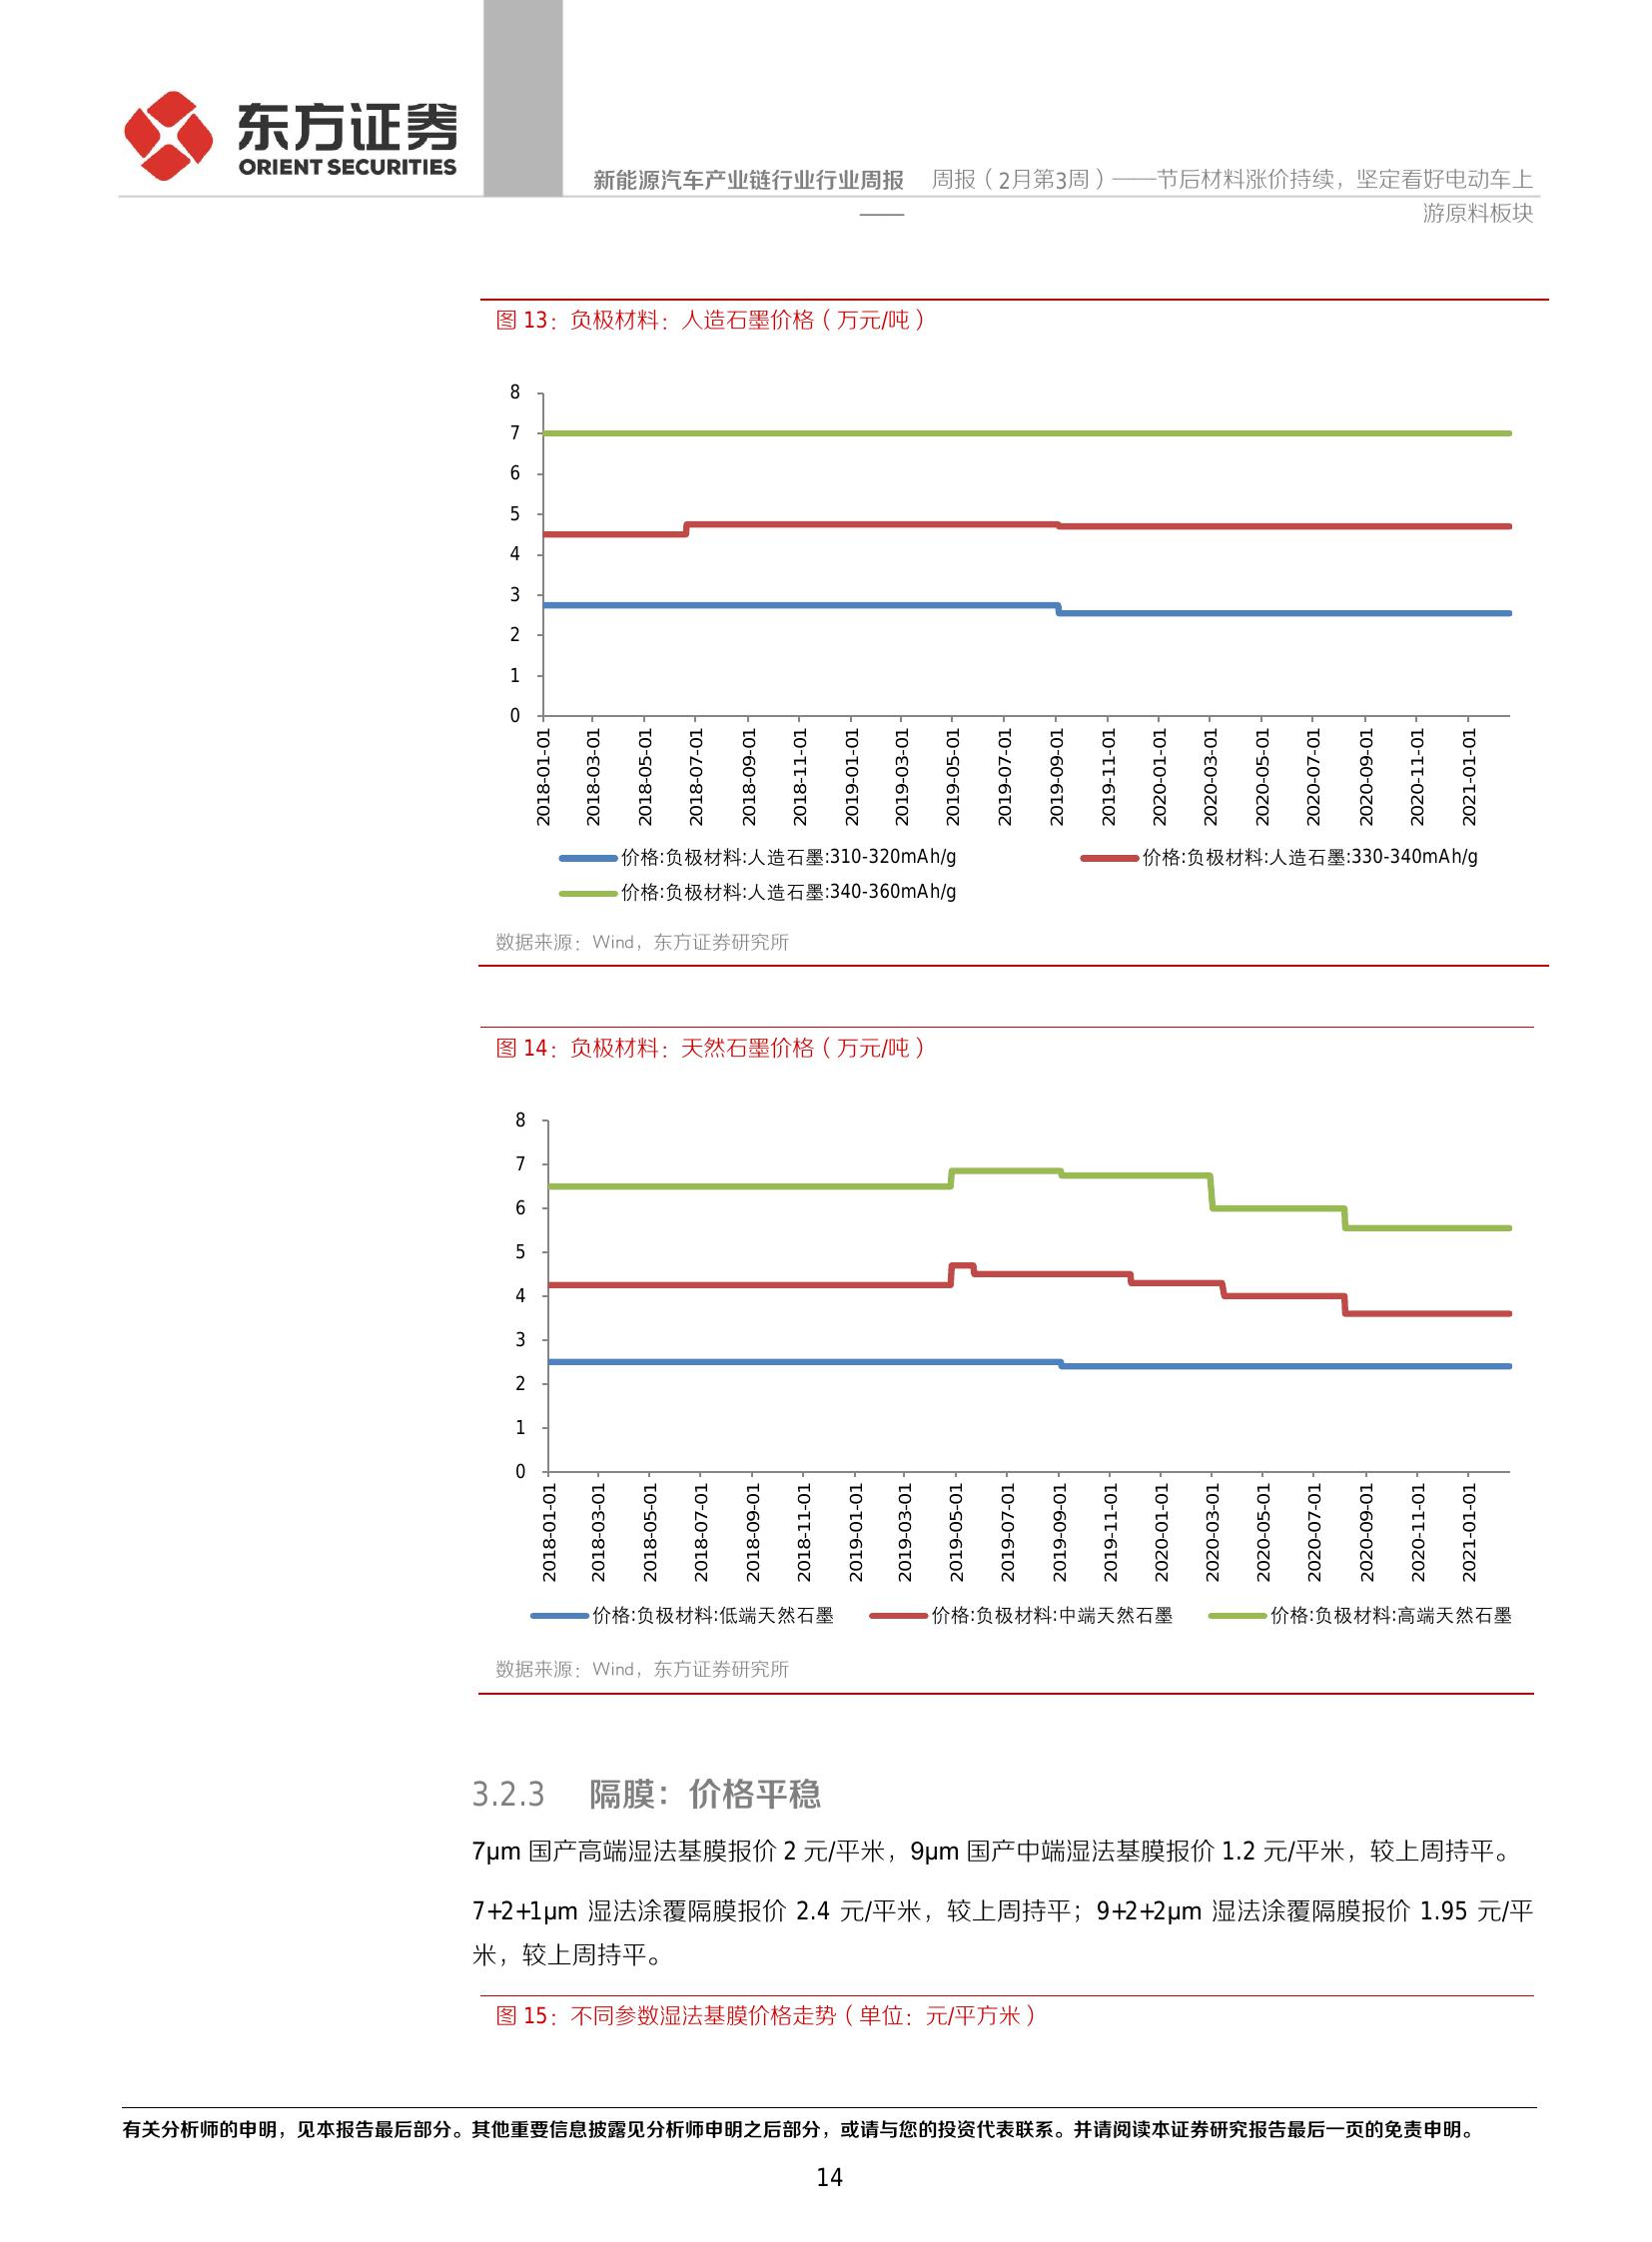 东方证券
ORIENT SECURITIES
新能源汽车产业链行业行业周报 —— 周报（2月第3周）——节后材料涨价持续，坚定看好电动车上
游原料板块
图 13：负极材料：人造石墨价格（万元/吨）
8
7
6
5
4
3
2
1
0
2018-01-01
2018-03-01
2018-05-01
2018-07-01
2018-09-01
2018-11-01
2019-01-01
2019-03-01
2019-05-01
2019-07-01
2019-09-01
2019-11-01
2020-01-01
2020-03-01
2020-05-01
2020-07-01
2020-09-01
2020-11-01
2021-01-01
价格:负极材料:人造石墨:310-320mAh/g
价格:负极材料:人造石墨:330-340mAh/g
价格:负极材料:人造石墨:340-360mAh/g
数据来源：Wind，东方证券研究所
图 14：负极材料：天然石墨价格（万元/吨）
8
7
6
5
4
3
2
1
0
2018-01-01
2018-03-01
2018-05-01
2018-07-01
2018-09-01
2018-11-01
2019-01-01
2019-03-01
2019-05-01
2019-07-01
2019-09-01
2019-11-01
2020-01-01
2020-03-01
2020-05-01
2020-07-01
2020-09-01
2020-11-01
2021-01-01
价格:负极材料:低端天然石墨
价格:负极材料:中端天然石墨
价格:负极材料:高端天然石墨
数据来源：Wind，东方证券研究所
3.2.3 隔膜：价格平稳
7μm 国产高端湿法基膜报价 2 元/平米，9μm 国产中端湿法基膜报价 1.2 元/平米，较上周持平。
7+2+1μm 湿法涂覆隔膜报价 2.4 元/平米，较上周持平；9+2+2μm 湿法涂覆隔膜报价 1.95 元/平
米，较上周持平。
图 15：不同参数湿法基膜价格走势（单位：元/平方米）
有关分析师的申明，见本报告最后部分。其他重要信息披露见分析师申明之后部分，或请与您的投资代表联系。并请阅读本证券研究报告最后一页的免责申明。
14